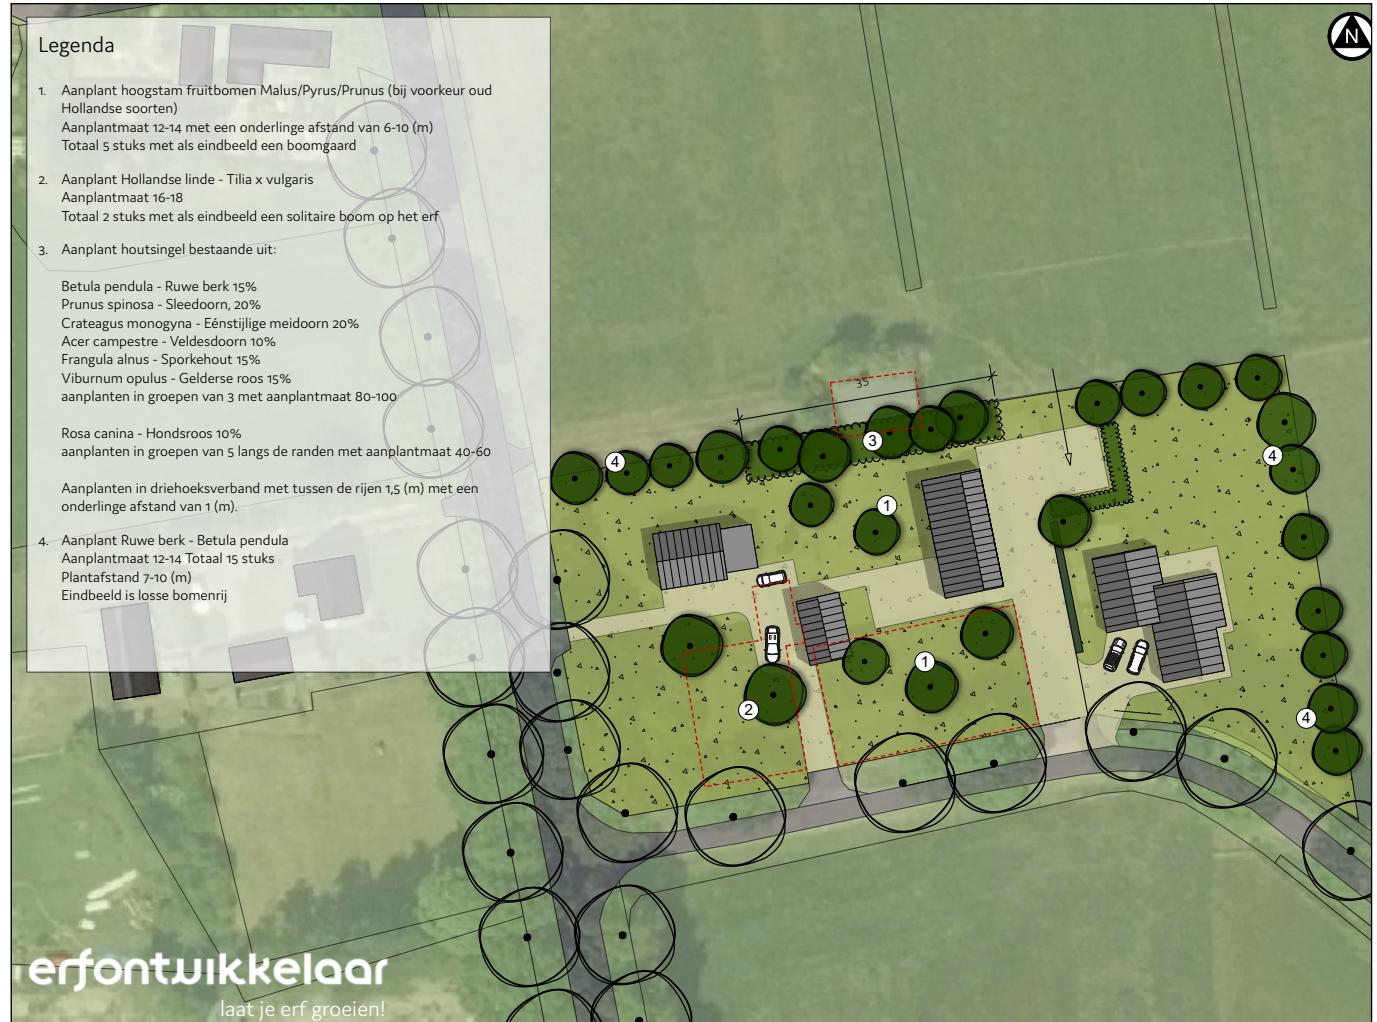 Legenda
1. Aanplant hoogstam fruitbomen Malus/Pyrus/Prunus (bij voorkeur oud
Hollandse soorten)
Aanplantmaat 12-14 met een onderlinge afstand van 6-10 (m)
Totaal 5 stuks met als eindbeeld een boomgaard
2. Aanplant Hollandse linde - Tilia x vulgaris
Aanplantmaat 16-18
Totaal 2 stuks met als eindbeeld een solitaire boom op het erf
3. Aanplant houtsingel bestaande uit:
Betula pendula - Ruwe berk 15%
Prunus spinosa - Sleedoorn, 20%
Crateagus monogyna - Eénstijlige meidoorn 20%
Acer campestre - Veldesdoorn 10%
Frangula alnus - Sporkehout 15%
Viburnum opulus - Gelderse roos 15%
aanplanten in groepen van 3 met aanplantmaat 80-100
Rosa canina - Hondsroos 10%
aanplanten in groepen van 5 langs de randen met aanplantmaat 40-60
Aanplanten in driehoeksverband met tussen de rijen 1,5 (m) met een
onderlinge afstand van 1 (m).
4. Aanplant Ruwe berk - Betula pendula
Aanplantmaat 12-14 Totaal 15 stuks
Plantafstand 7-10 (m)
Eindbeeld is losse bomenrij
N
35
3
4
4
1
1
2
4
erfontwikkelaar
laat je erf groeien!